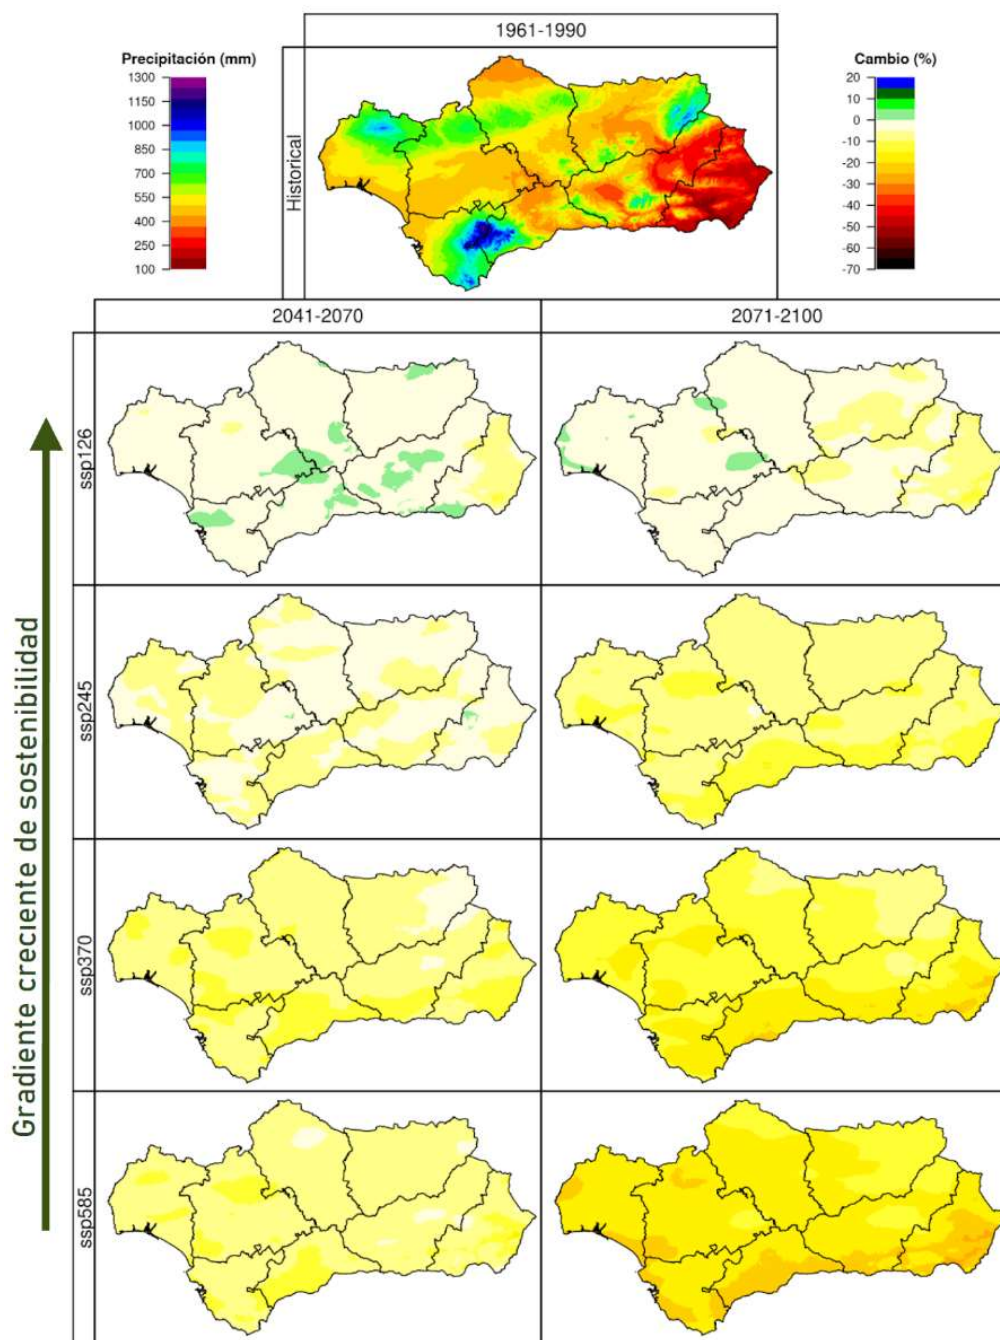 1961-1990
Precipitación (mm)
1300
1150
1000
850
700
550
400
250
100
Historical
Cambio (%)
20
10
0
-10
-20
-30
-40
-50
-60
-70
2041-2070
2071-2100
Gradiente creciente de sostenibilidad
ssp126
ssp245
ssp370
ssp585